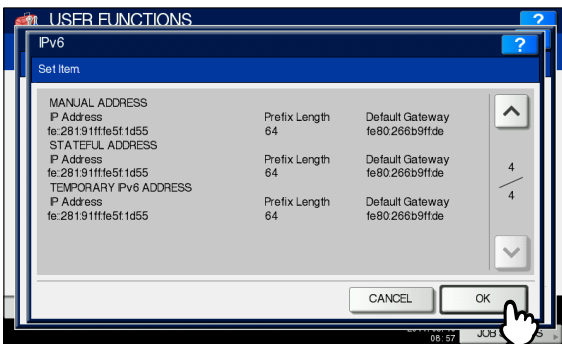 USER FUNCTIONS ?
IPv6 ?
Set Item.
MANUAL ADDRESS
IP Address Prefix Length Default Gateway
fe::281:91ff:fe5f:1d55 64 fe80:266b9ff:de
STATEFUL ADDRESS
IP Address Prefix Length Default Gateway
fe::281:91ff:fe5f:1d55 64 fe80:266b9ff:de
TEMPORARY IPv6 ADDRESS
IP Address Prefix Length Default Gateway
fe::281:91ff:fe5f:1d55 64 fe80:266b9ff:de
4
4
CANCEL OK
08:57 JOB